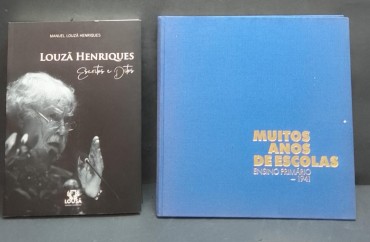 MANUEL LOUZÃ HENRIQUES
LOUZÃ HENRIQUES
Escritos e Ditos
LOUSÃ
MUITOS
ANOS
DE ESCOLAS
ENSINO PRIMÁRIO
– 1941